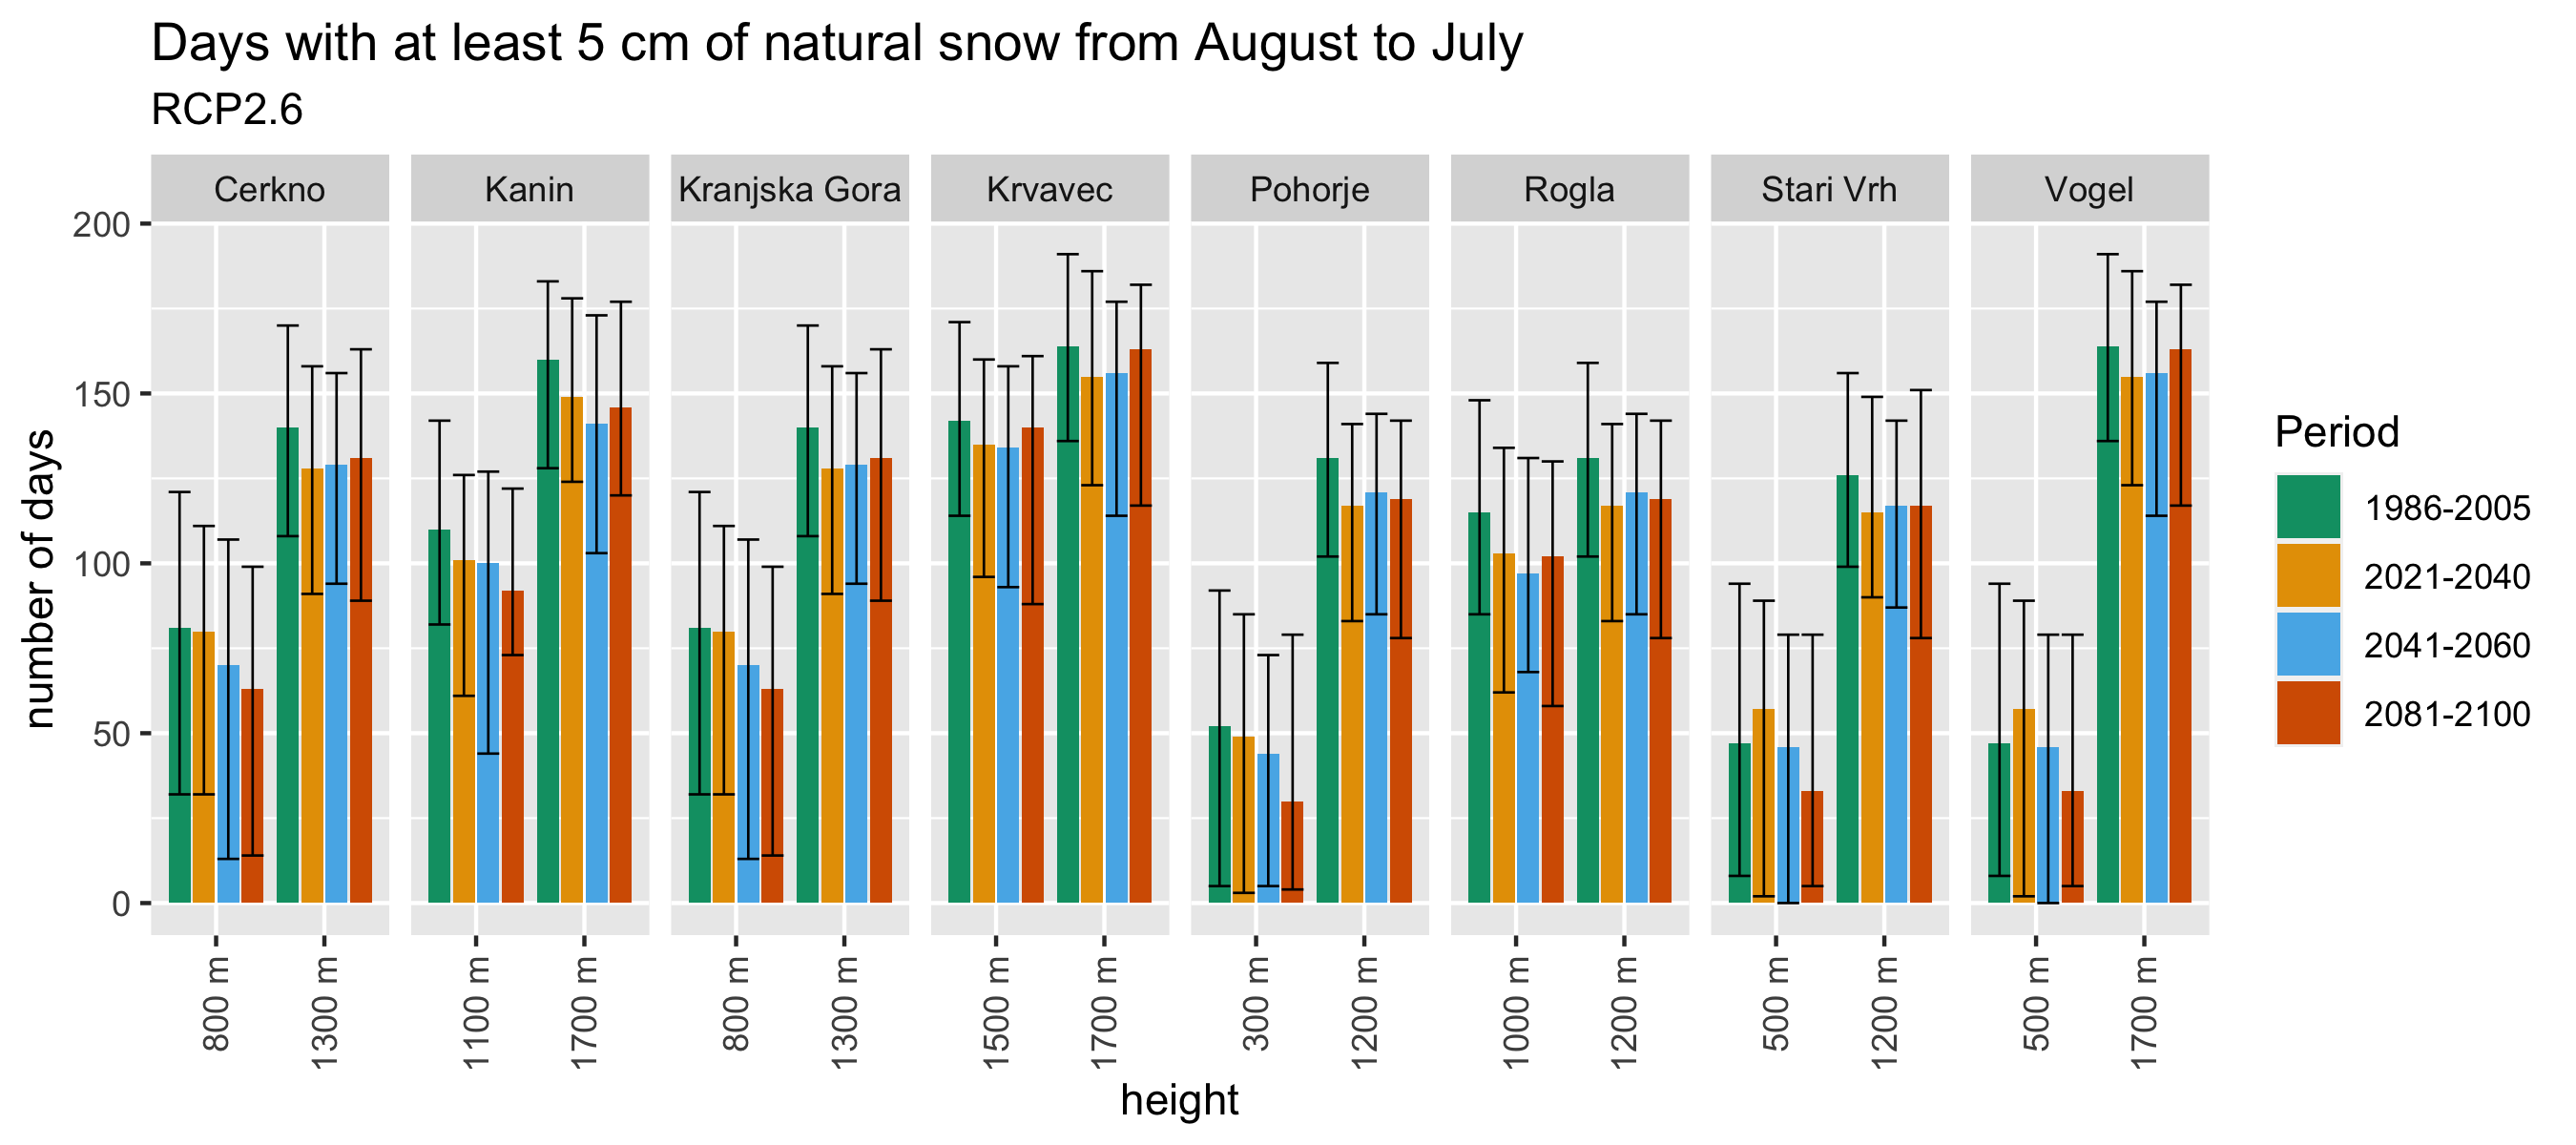 Days with at least 5 cm of natural snow from August to July
RCP2.6
Cerkno Kanin Kranjska Gora Krvavec Pohorje Rogla Stari Vrh Vogel
200
150
100
50
0
number of days
800 m 1300 m 1100 m 1700 m 800 m 1300 m 1500 m 1700 m 300 m 1200 m 1000 m 1200 m 500 m 1200 m 500 m 1700 m
height
Period
1986-2005
2021-2040
2041-2060
2081-2100